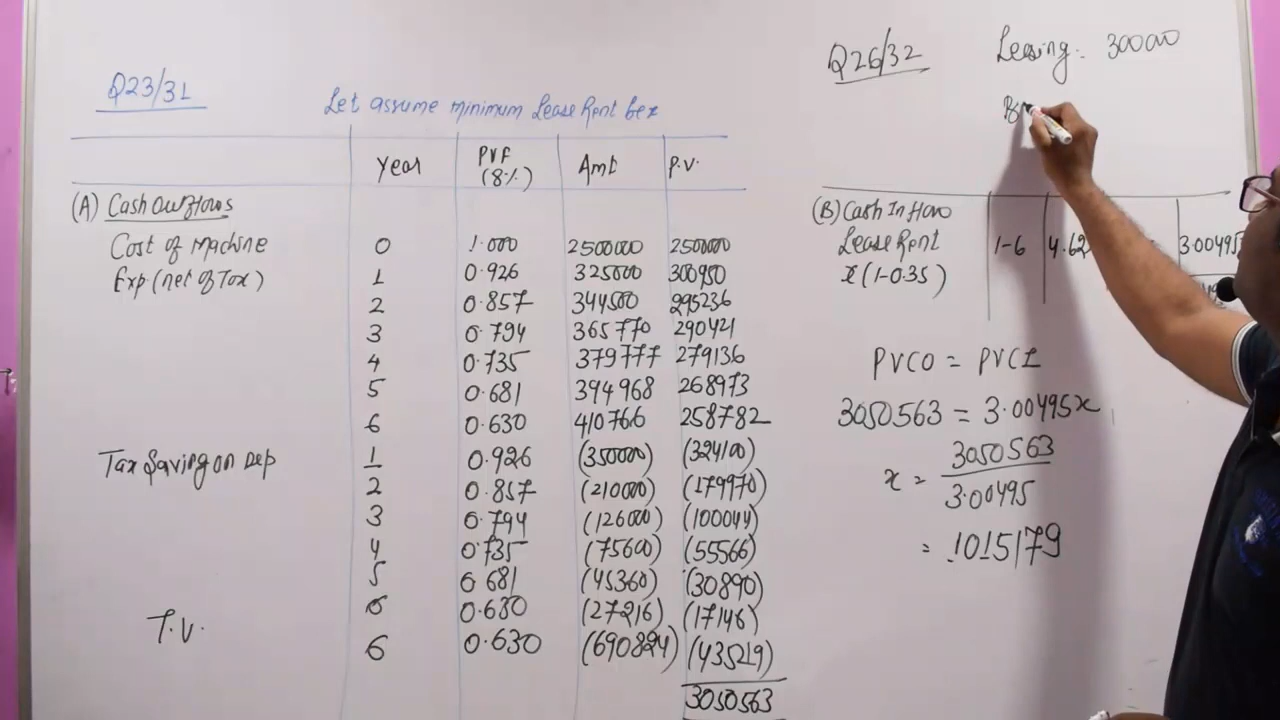 Q23/31
Let assume minimum Lease Rent be x
Year PVF (8%) Amt P.V.
(A) Cash Outflows
Cost of Machine 0 1.000 2500000 2500000
Exp. (net of Tax) 1 0.926 325000 300950
2 0.857 344500 295236
3 0.794 365770 290421
4 0.735 379777 279136
5 0.681 394968 268973
6 0.630 410766 258782
Tax Saving on Dep 1 0.926 (350000) (324100)
2 0.857 (210000) (179970)
3 0.794 (126000) (100044)
4 0.735 (75600) (55566)
5 0.681 (45360) (30890)
6 0.630 (27216) (17146)
T.V. 6 0.630 (690824) (435219)
3050563
Q26/32
Leasing: 300000
(B) Cash In flow
Lease Rent 1-6 4.62 3.00495
x(1-0.35)
PVCO = PVCI
3050563 = 3.00495x
x = 3050563
3.00495
= 1015179